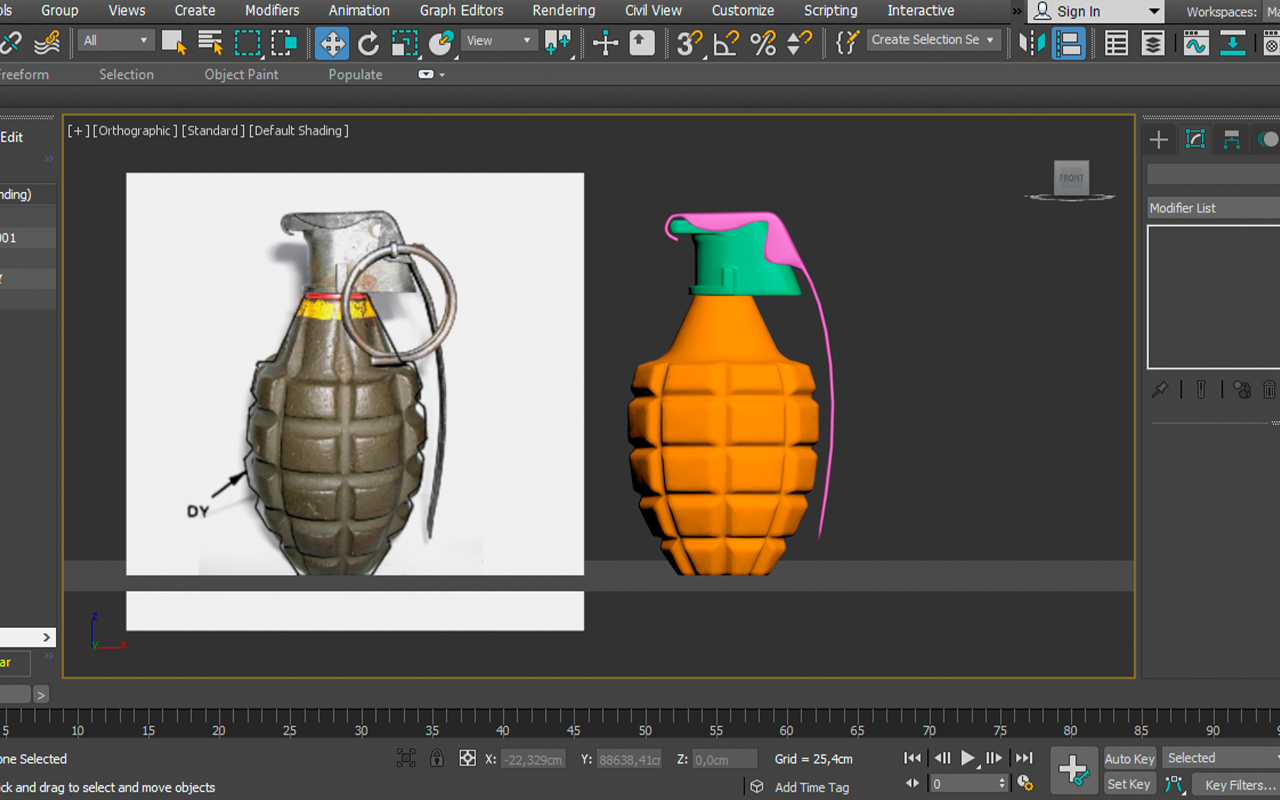 ols Group Views Create Modifiers Animation Graph Editors Rendering Civil View Customize Scripting Interactive » Sign In Workspaces: Ma
All View 3 % Create Selection Se
Freeform Selection Object Paint Populate
Edit
[+] [Orthographic] [Standard] [Default Shading]
FRONT
nding)
001
Modifier List
DY
z
y x
ar
>
5 10 15 20 25 30 35 40 45 50 55 60 65 70 75 80 85 90
one Selected X: -22,329cm Y: 88638,41cr Z: 0,0cm Grid = 25,4cm Auto Key Selected
ick and drag to select and move objects Add Time Tag 0 Set Key Key Filters...